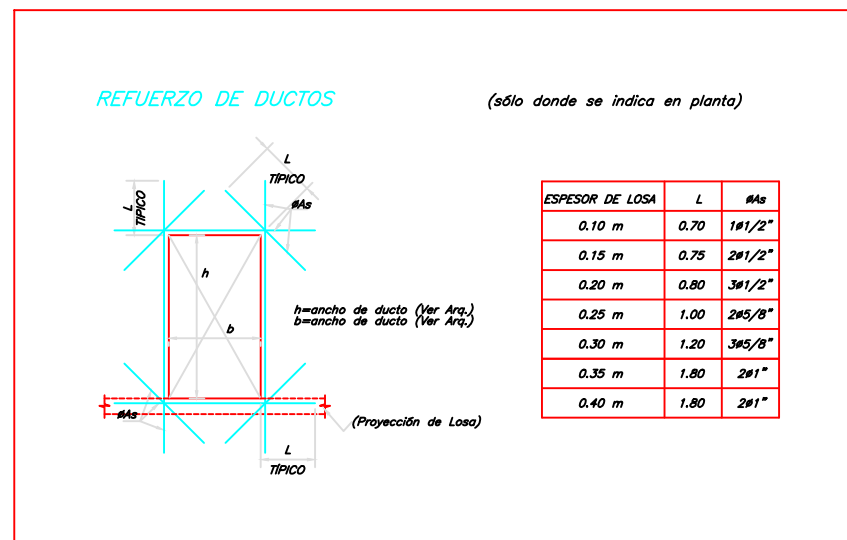 REFUERZO DE DUCTOS
(sólo donde se indica en planta)
L
TÍPICO
L
TÍPICO
øAs
h
b
h=ancho de ducto (Ver Arq.)
b=ancho de ducto (Ver Arq.)
øAs
(Proyección de Losa)
L
TÍPICO
ESPESOR DE LOSA L øAs
0.10 m 0.70 1ø1/2"
0.15 m 0.75 2ø1/2"
0.20 m 0.80 3ø1/2"
0.25 m 1.00 2ø5/8"
0.30 m 1.20 3ø5/8"
0.35 m 1.80 2ø1"
0.40 m 1.80 2ø1"